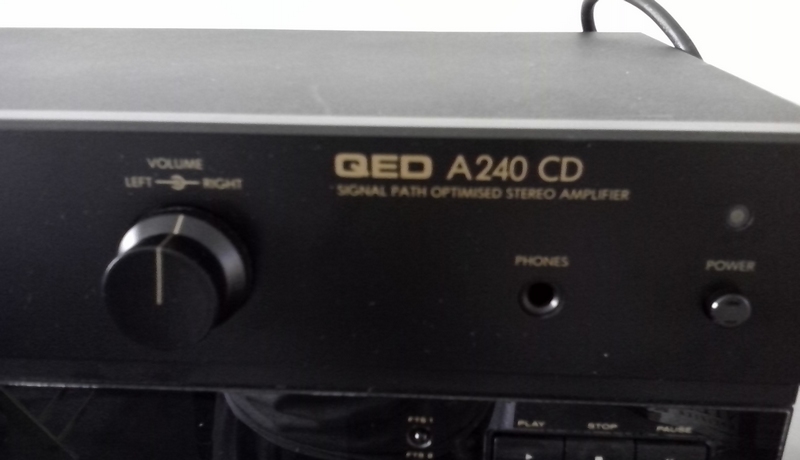 VOLUME
LEFT RIGHT
QED A240 CD
SIGNAL PATH OPTIMISED STEREO AMPLIFIER
PHONES
POWER
PLAY STOP PAUSE